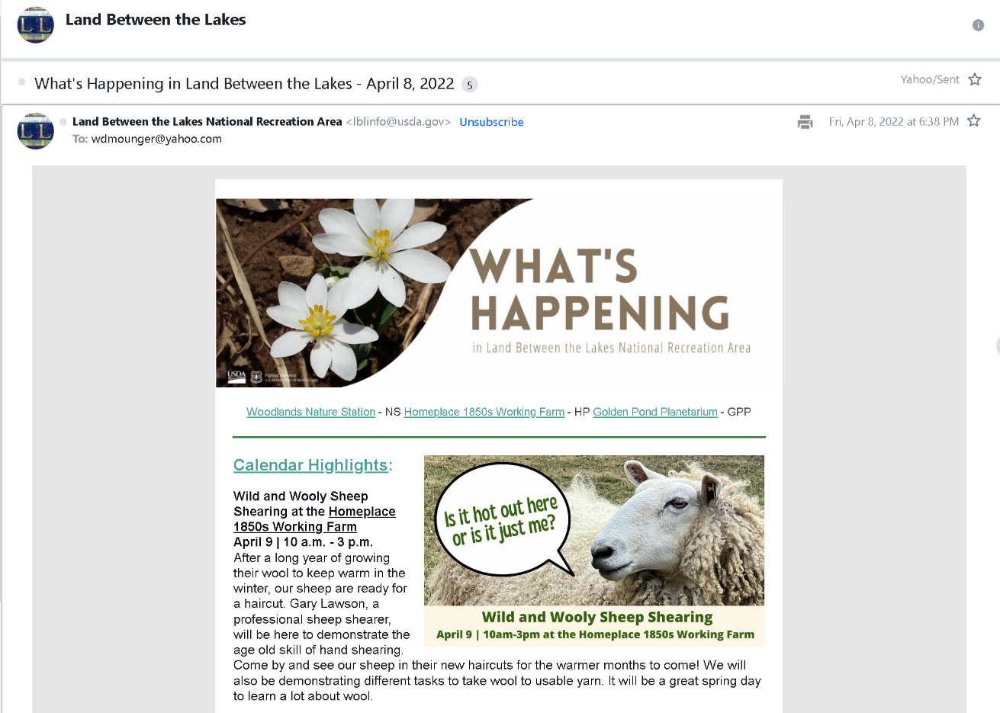 Land Between the Lakes
What's Happening in Land Between the Lakes - April 8, 2022 5
Yahoo/Sent
Land Between the Lakes National Recreation Area <lblinfo@usda.gov> Unsubscribe
Fri, Apr 8, 2022 at 6:38 PM
To: wdmounger@yahoo.com
WHAT'S
HAPPENING
in Land Between the Lakes National Recreation Area
USDA
Forest Service
U.S. DEPARTMENT OF AGRICULTURE
Woodlands Nature Station - NS Homeplace 1850s Working Farm - HP Golden Pond Planetarium - GPP
Calendar Highlights:
Wild and Wooly Sheep
Shearing at the Homeplace
1850s Working Farm
April 9 | 10 a.m. - 3 p.m.
After a long year of growing
their wool to keep warm in the
winter, our sheep are ready for
a haircut. Gary Lawson, a
professional sheep shearer,
will be here to demonstrate the
age old skill of hand shearing.
Come by and see our sheep in their new haircuts for the warmer months to come! We will
also be demonstrating different tasks to take wool to usable yarn. It will be a great spring day
to learn a lot about wool.
Is it hot out here
or is it just me?
Wild and Wooly Sheep Shearing
April 9 | 10am-3pm at the Homeplace 1850s Working Farm